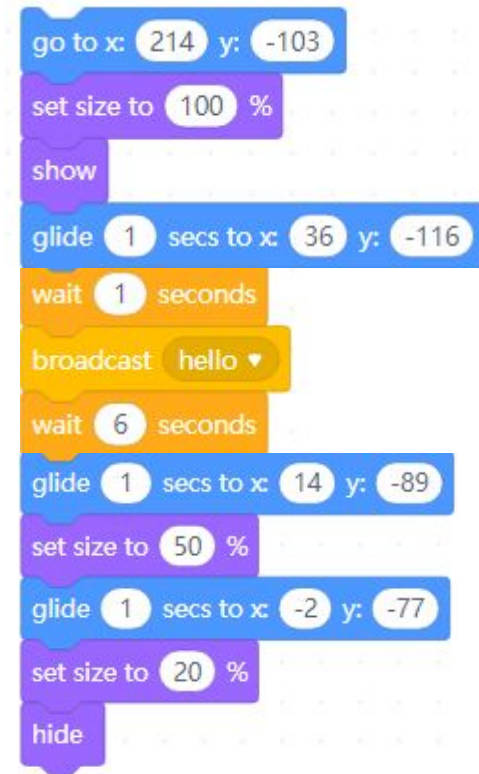 go to x: 214 y: -103
set size to 100 %
show
glide 1 secs to x: 36 y: -116
wait 1 seconds
broadcast hello
wait 6 seconds
glide 1 secs to x: 14 y: -89
set size to 50 %
glide 1 secs to x: -2 y: -77
set size to 20 %
hide